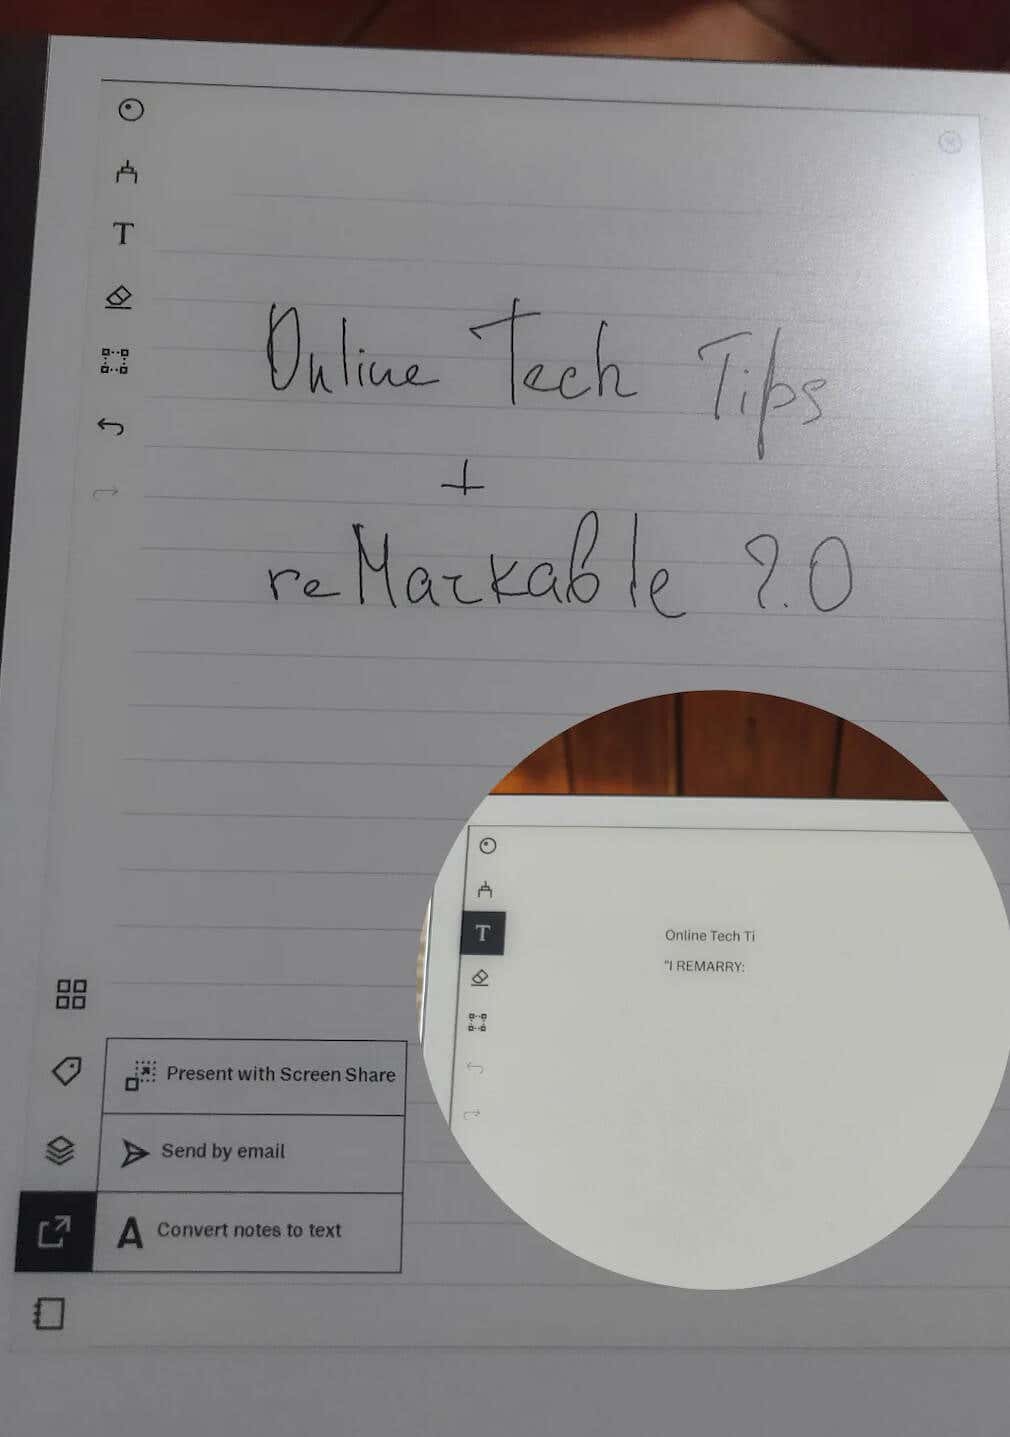 Online Tech Tips
+
reMarkable 2.0
T
T
Online Tech Ti
"I REMARRY:
Present with Screen Share
Send by email
A Convert notes to text